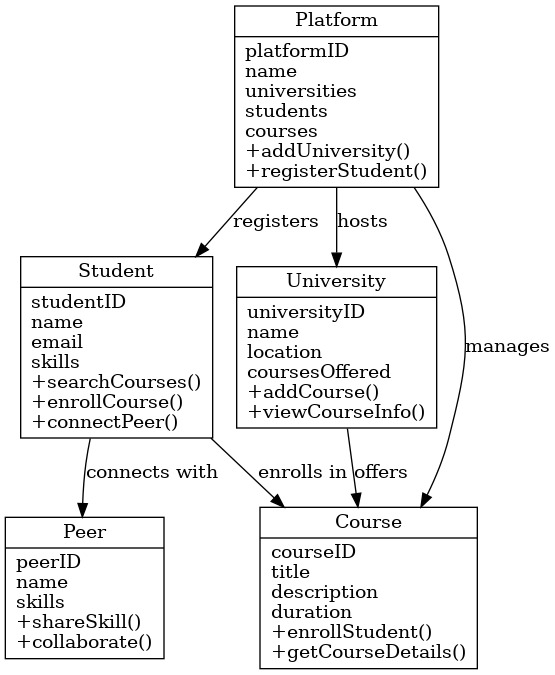 Platform
platformID
name
universities
students
courses
+addUniversity()
+registerStudent()
registers
hosts
manages
Student
studentID
name
email
skills
+searchCourses()
+enrollCourse()
+connectPeer()
University
universityID
name
location
coursesOffered
+addCourse()
+viewCourseInfo()
connects with
enrolls in
offers
Peer
peerID
name
skills
+shareSkill()
+collaborate()
Course
courseID
title
description
duration
+enrollStudent()
+getCourseDetails()